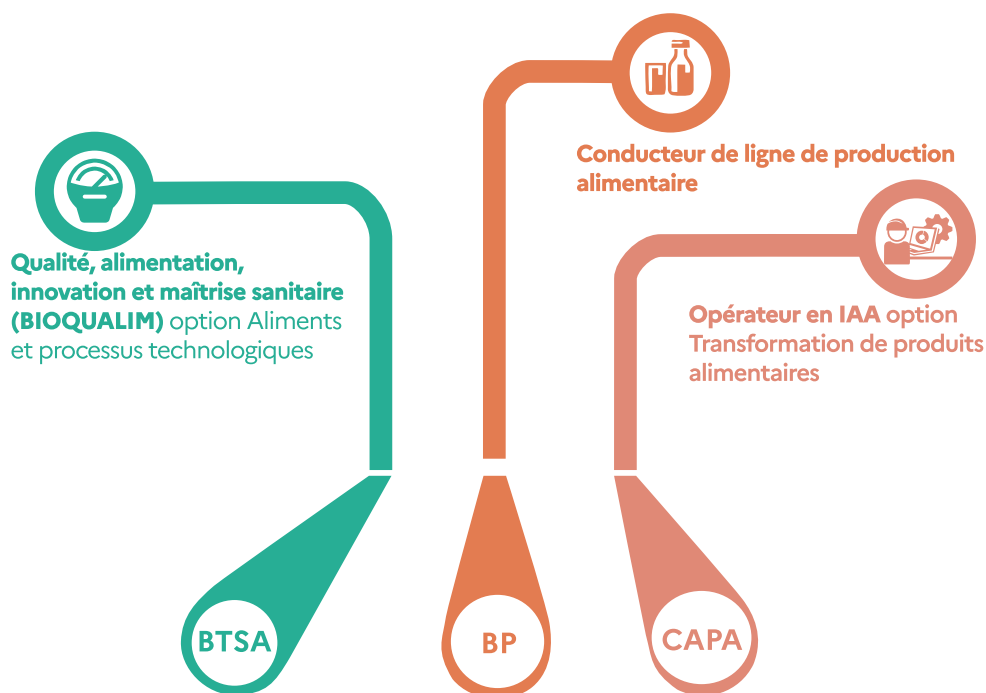 Conducteur de ligne de production
alimentaire
Qualité, alimentation,
innovation et maîtrise sanitaire
(BIOQUALIM) option Aliments
et processus technologiques
Opérateur en IAA option
Transformation de produits
alimentaires
BTSA
BP
CAPA